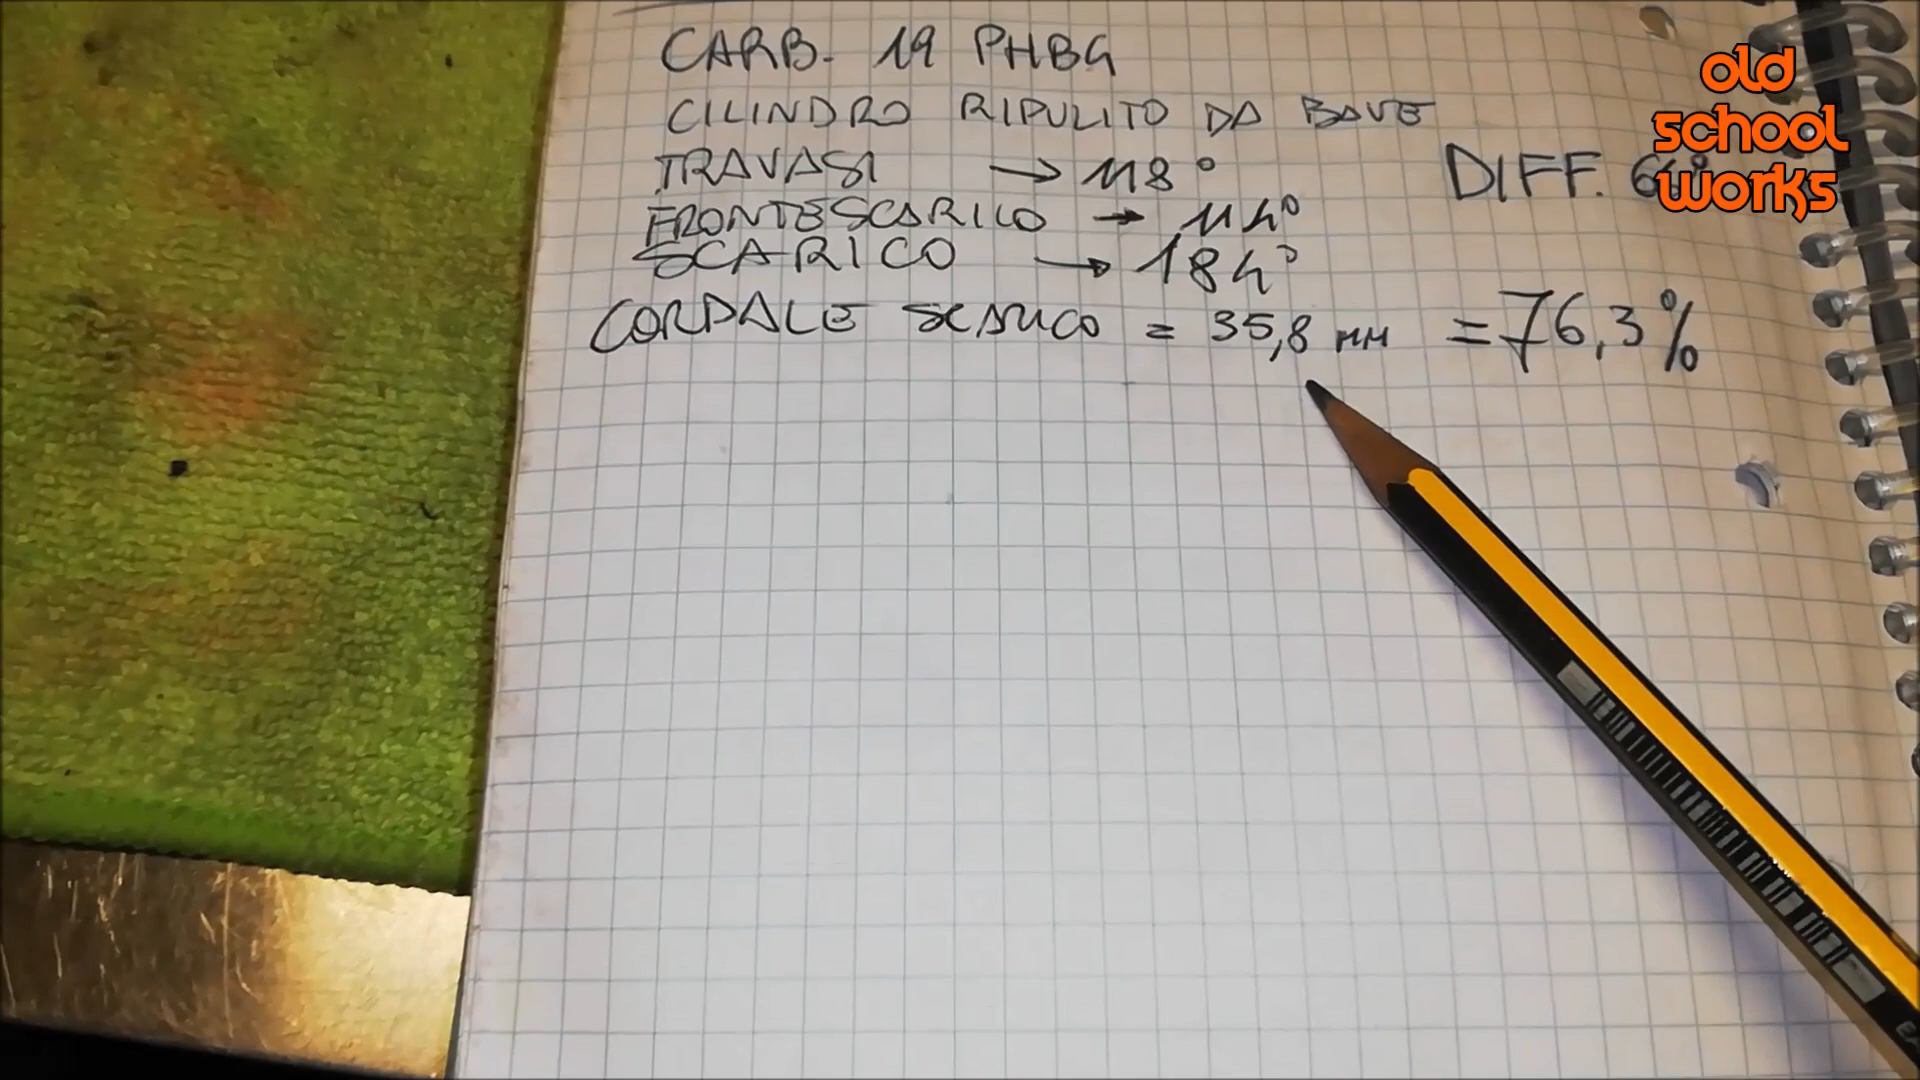 CARB. 19 PHBG
CILINDRO RIPULITO DA BAVE
TRAVASI → 118°
FRONTESCARICO → 114°
SCARICO → 184°
DIFF.
CORDALE SCARICO = 35,8 mm = 76,3%
old
school
works